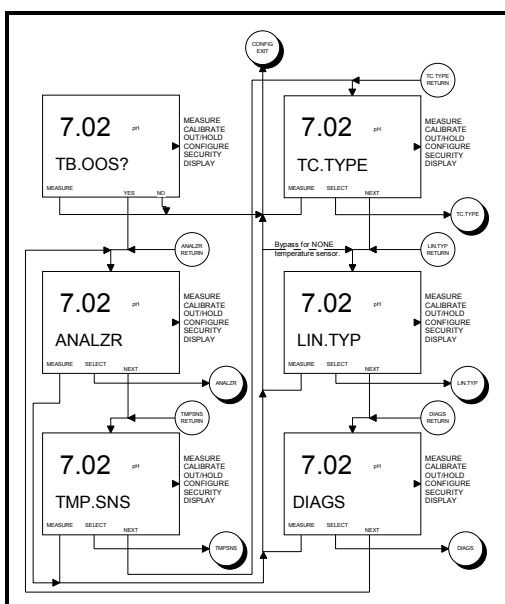 CONFIG
EXIT
TC.TYPE
RETURN
7.02 pH
TB.OOS?
MEASURE
CALIBRATE
OUT/HOLD
CONFIGURE
SECURITY
DISPLAY
MEASURE YES NO
7.02 pH
TC.TYPE
MEASURE
CALIBRATE
OUT/HOLD
CONFIGURE
SECURITY
DISPLAY
MEASURE SELECT NEXT
TC.TYPE
ANALZR
RETURN
Bypass for NONE
temperature sensor.
LIN.TYP
RETURN
7.02 pH
ANALZR
MEASURE
CALIBRATE
OUT/HOLD
CONFIGURE
SECURITY
DISPLAY
MEASURE SELECT NEXT
ANALZR
7.02 pH
LIN.TYP
MEASURE
CALIBRATE
OUT/HOLD
CONFIGURE
SECURITY
DISPLAY
MEASURE SELECT NEXT
LIN.TYP
TMPSNS
RETURN
DIAGS
RETURN
7.02 pH
TMP.SNS
MEASURE
CALIBRATE
OUT/HOLD
CONFIGURE
SECURITY
DISPLAY
MEASURE SELECT NEXT
TMPSNS
7.02 pH
DIAGS
MEASURE
CALIBRATE
OUT/HOLD
CONFIGURE
SECURITY
DISPLAY
MEASURE SELECT NEXT
DIAGS